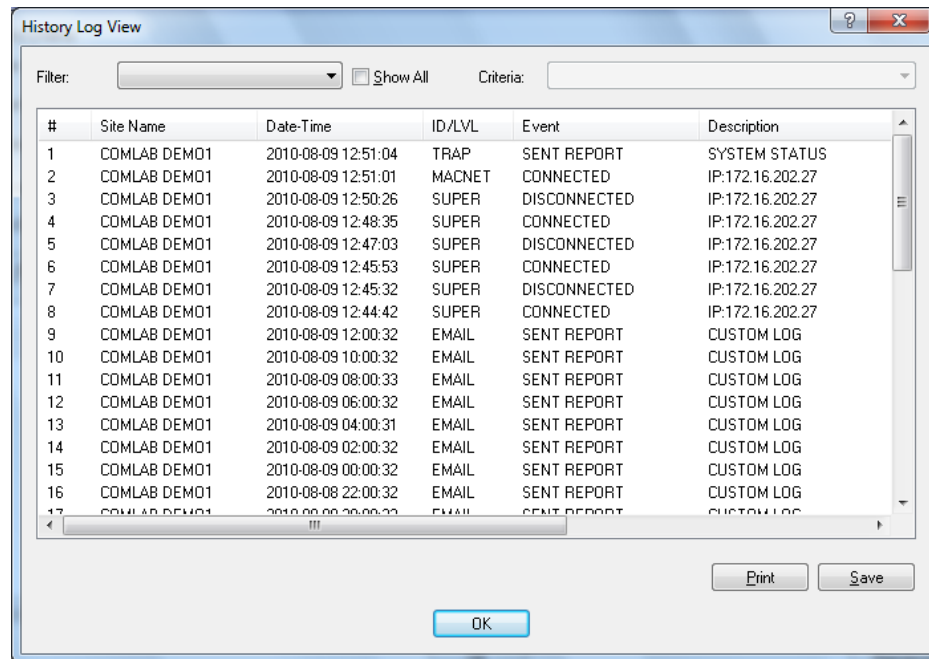 History Log View
Filter: Show All Criteria:
# Site Name Date-Time ID/LVL Event Description
1 COMLAB DEMO1 2010-08-09 12:51:04 TRAP SENT REPORT SYSTEM STATUS
2 COMLAB DEMO1 2010-08-09 12:51:01 MACNET CONNECTED IP:172.16.202.27
3 COMLAB DEMO1 2010-08-09 12:50:26 SUPER DISCONNECTED IP:172.16.202.27
4 COMLAB DEMO1 2010-08-09 12:48:35 SUPER CONNECTED IP:172.16.202.27
5 COMLAB DEMO1 2010-08-09 12:47:03 SUPER DISCONNECTED IP:172.16.202.27
6 COMLAB DEMO1 2010-08-09 12:45:53 SUPER CONNECTED IP:172.16.202.27
7 COMLAB DEMO1 2010-08-09 12:45:32 SUPER DISCONNECTED IP:172.16.202.27
8 COMLAB DEMO1 2010-08-09 12:44:42 SUPER CONNECTED IP:172.16.202.27
9 COMLAB DEMO1 2010-08-09 12:00:32 EMAIL SENT REPORT CUSTOM LOG
10 COMLAB DEMO1 2010-08-09 10:00:32 EMAIL SENT REPORT CUSTOM LOG
11 COMLAB DEMO1 2010-08-09 08:00:33 EMAIL SENT REPORT CUSTOM LOG
12 COMLAB DEMO1 2010-08-09 06:00:32 EMAIL SENT REPORT CUSTOM LOG
13 COMLAB DEMO1 2010-08-09 04:00:31 EMAIL SENT REPORT CUSTOM LOG
14 COMLAB DEMO1 2010-08-09 02:00:32 EMAIL SENT REPORT CUSTOM LOG
15 COMLAB DEMO1 2010-08-09 00:00:32 EMAIL SENT REPORT CUSTOM LOG
16 COMLAB DEMO1 2010-08-08 22:00:32 EMAIL SENT REPORT CUSTOM LOG
17 COMLAB DEMO1 EMAIL SENT REPORT CUSTOM LOG
Print Save
OK